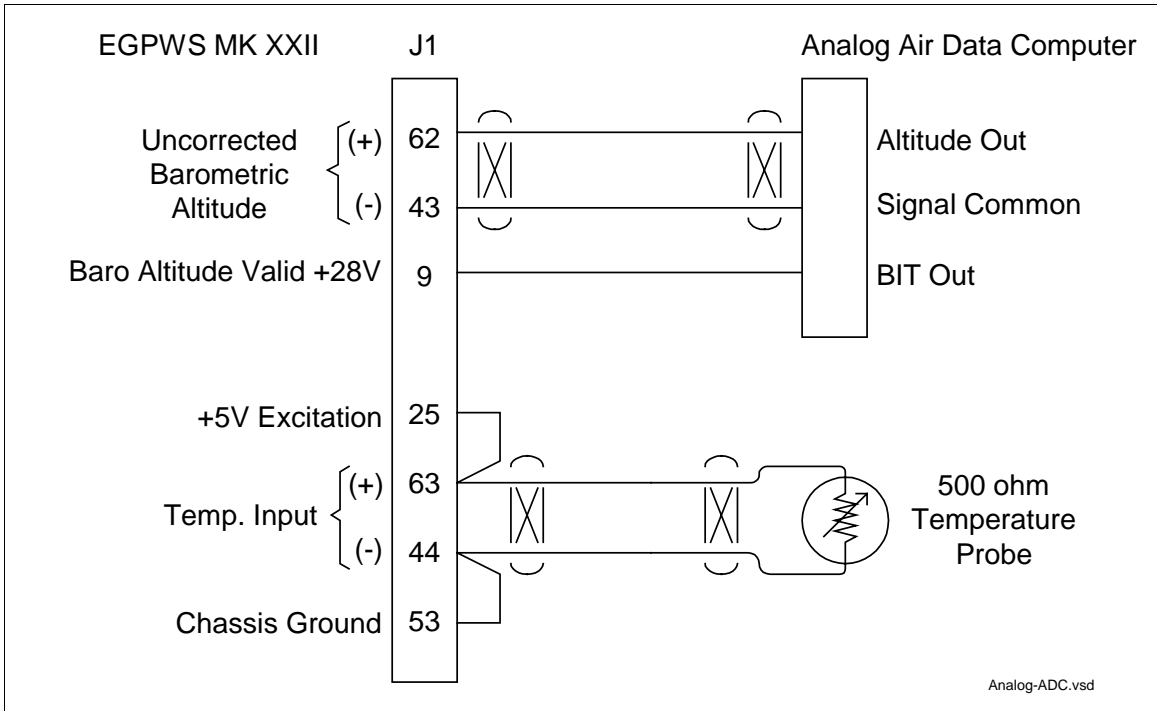 EGPWS MK XXII J1 Analog Air Data Computer
Uncorrected
Barometric
Altitude
(+) 62 Altitude Out
(-) 43 Signal Common
Baro Altitude Valid +28V 9 BIT Out
+5V Excitation 25
Temp. Input
(+) 63
(-) 44
500 ohm
Temperature
Probe
Chassis Ground 53
Analog-ADC.vsd